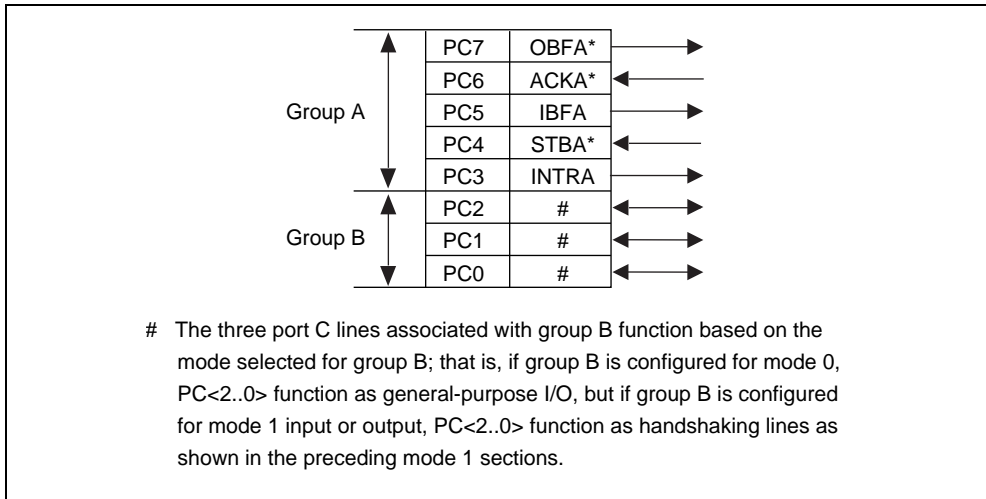 PC7 OBFA*
PC6 ACKA*
Group A PC5 IBFA
PC4 STBA*
PC3 INTRA
PC2 #
Group B PC1 #
PC0 #
# The three port C lines associated with group B function based on the
mode selected for group B; that is, if group B is configured for mode 0,
PC<2..0> function as general-purpose I/O, but if group B is configured
for mode 1 input or output, PC<2..0> function as handshaking lines as
shown in the preceding mode 1 sections.